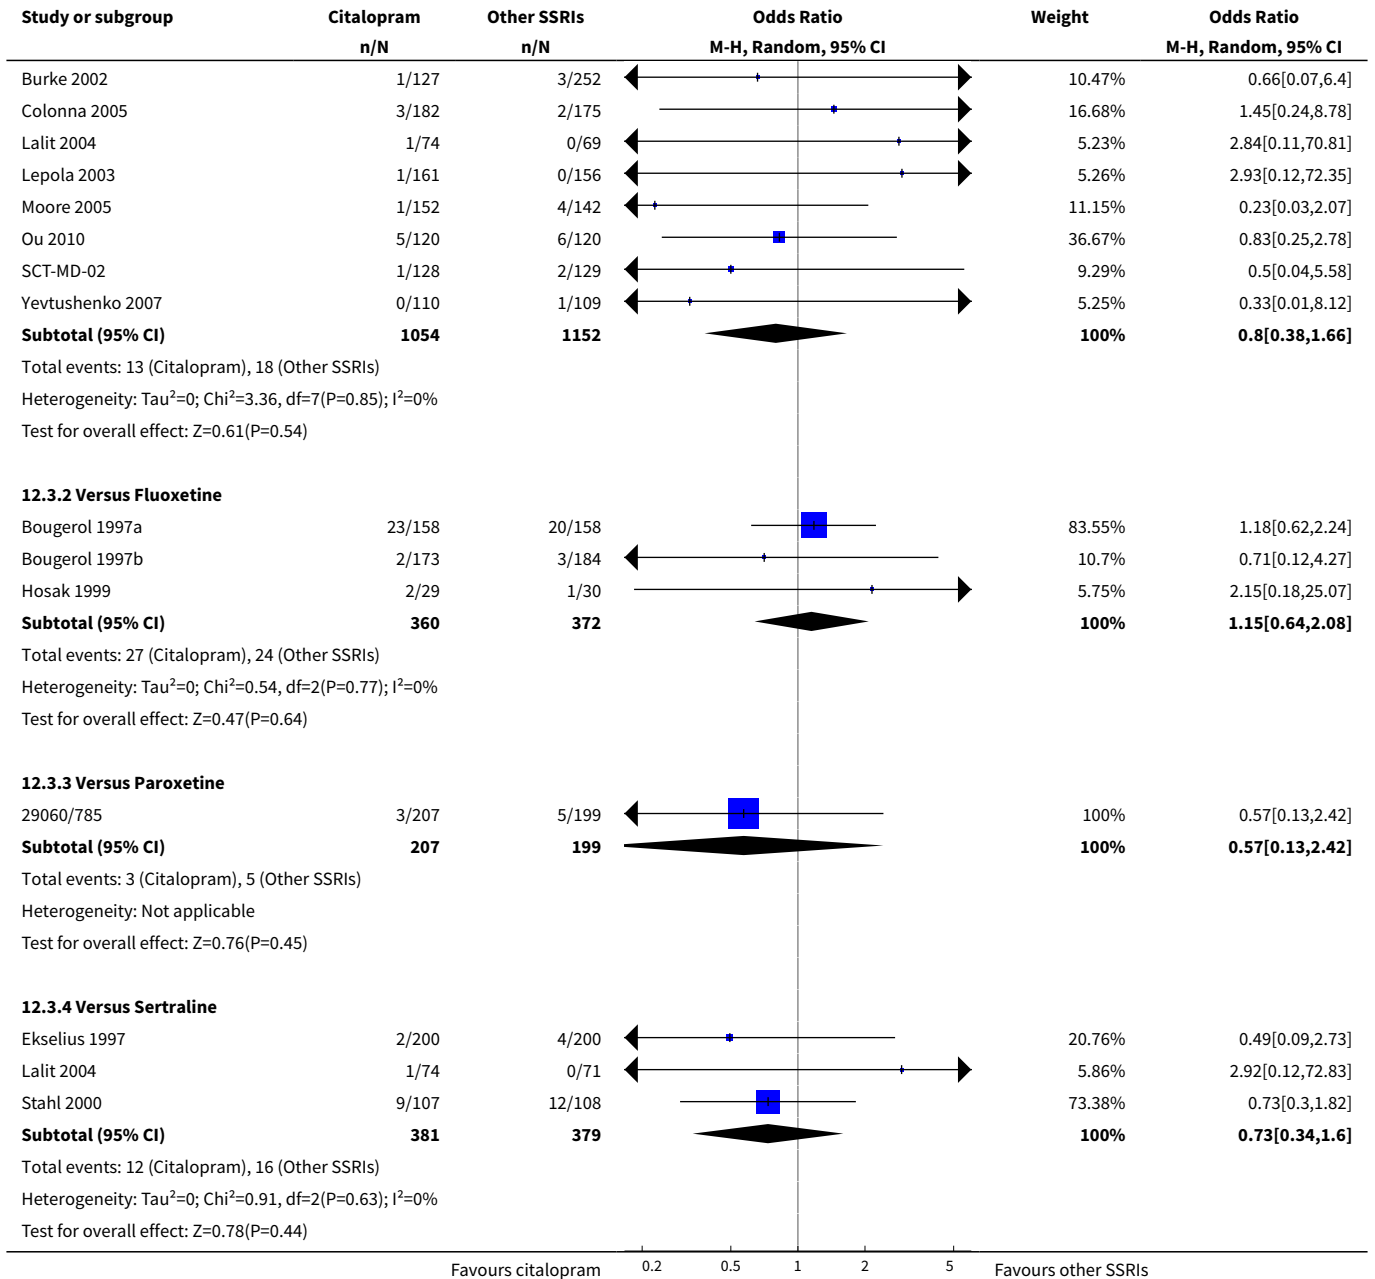 Study or subgroup Citalopram Other SSRIs Odds Ratio Weight Odds Ratio
n/N n/N M-H, Random, 95% CI M-H, Random, 95% CI
Burke 2002 1/127 3/252 10.47% 0.66[0.07,6.4]
Colonna 2005 3/182 2/175 16.68% 1.45[0.24,8.78]
Lalit 2004 1/74 0/69 5.23% 2.84[0.11,70.81]
Lepola 2003 1/161 0/156 5.26% 2.93[0.12,72.35]
Moore 2005 1/152 4/142 11.15% 0.23[0.03,2.07]
Ou 2010 5/120 6/120 36.67% 0.83[0.25,2.78]
SCT-MD-02 1/128 2/129 9.29% 0.5[0.04,5.58]
Yevtushenko 2007 0/110 1/109 5.25% 0.33[0.01,8.12]
Subtotal (95% CI) 1054 1152 100% 0.8[0.38,1.66]
Total events: 13 (Citalopram), 18 (Other SSRIs)
Heterogeneity: Tau²=0; Chi²=3.36, df=7(P=0.85); I²=0%
Test for overall effect: Z=0.61(P=0.54)
12.3.2 Versus Fluoxetine
Bougerol 1997a 23/158 20/158 83.55% 1.18[0.62,2.24]
Bougerol 1997b 2/173 3/184 10.7% 0.71[0.12,4.27]
Hosak 1999 2/29 1/30 5.75% 2.15[0.18,25.07]
Subtotal (95% CI) 360 372 100% 1.15[0.64,2.08]
Total events: 27 (Citalopram), 24 (Other SSRIs)
Heterogeneity: Tau²=0; Chi²=0.54, df=2(P=0.77); I²=0%
Test for overall effect: Z=0.47(P=0.64)
12.3.3 Versus Paroxetine
29060/785 3/207 5/199 100% 0.57[0.13,2.42]
Subtotal (95% CI) 207 199 100% 0.57[0.13,2.42]
Total events: 3 (Citalopram), 5 (Other SSRIs)
Heterogeneity: Not applicable
Test for overall effect: Z=0.76(P=0.45)
12.3.4 Versus Sertraline
Ekselius 1997 2/200 4/200 20.76% 0.49[0.09,2.73]
Lalit 2004 1/74 0/71 5.86% 2.92[0.12,72.83]
Stahl 2000 9/107 12/108 73.38% 0.73[0.3,1.82]
Subtotal (95% CI) 381 379 100% 0.73[0.34,1.6]
Total events: 12 (Citalopram), 16 (Other SSRIs)
Heterogeneity: Tau²=0; Chi²=0.91, df=2(P=0.63); I²=0%
Test for overall effect: Z=0.78(P=0.44)
Favours citalopram 0.2 0.5 1 2 5 Favours other SSRIs